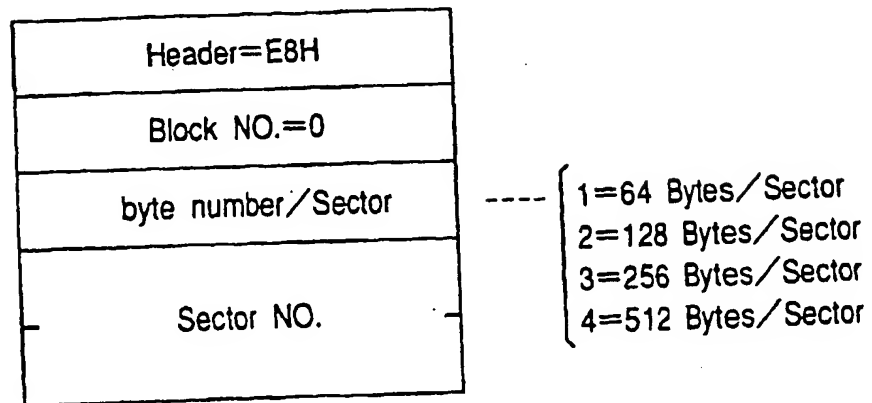 Header=E8H
Block NO.=0
byte number/Sector
Sector NO.
1=64 Bytes/Sector
2=128 Bytes/Sector
3=256 Bytes/Sector
4=512 Bytes/Sector